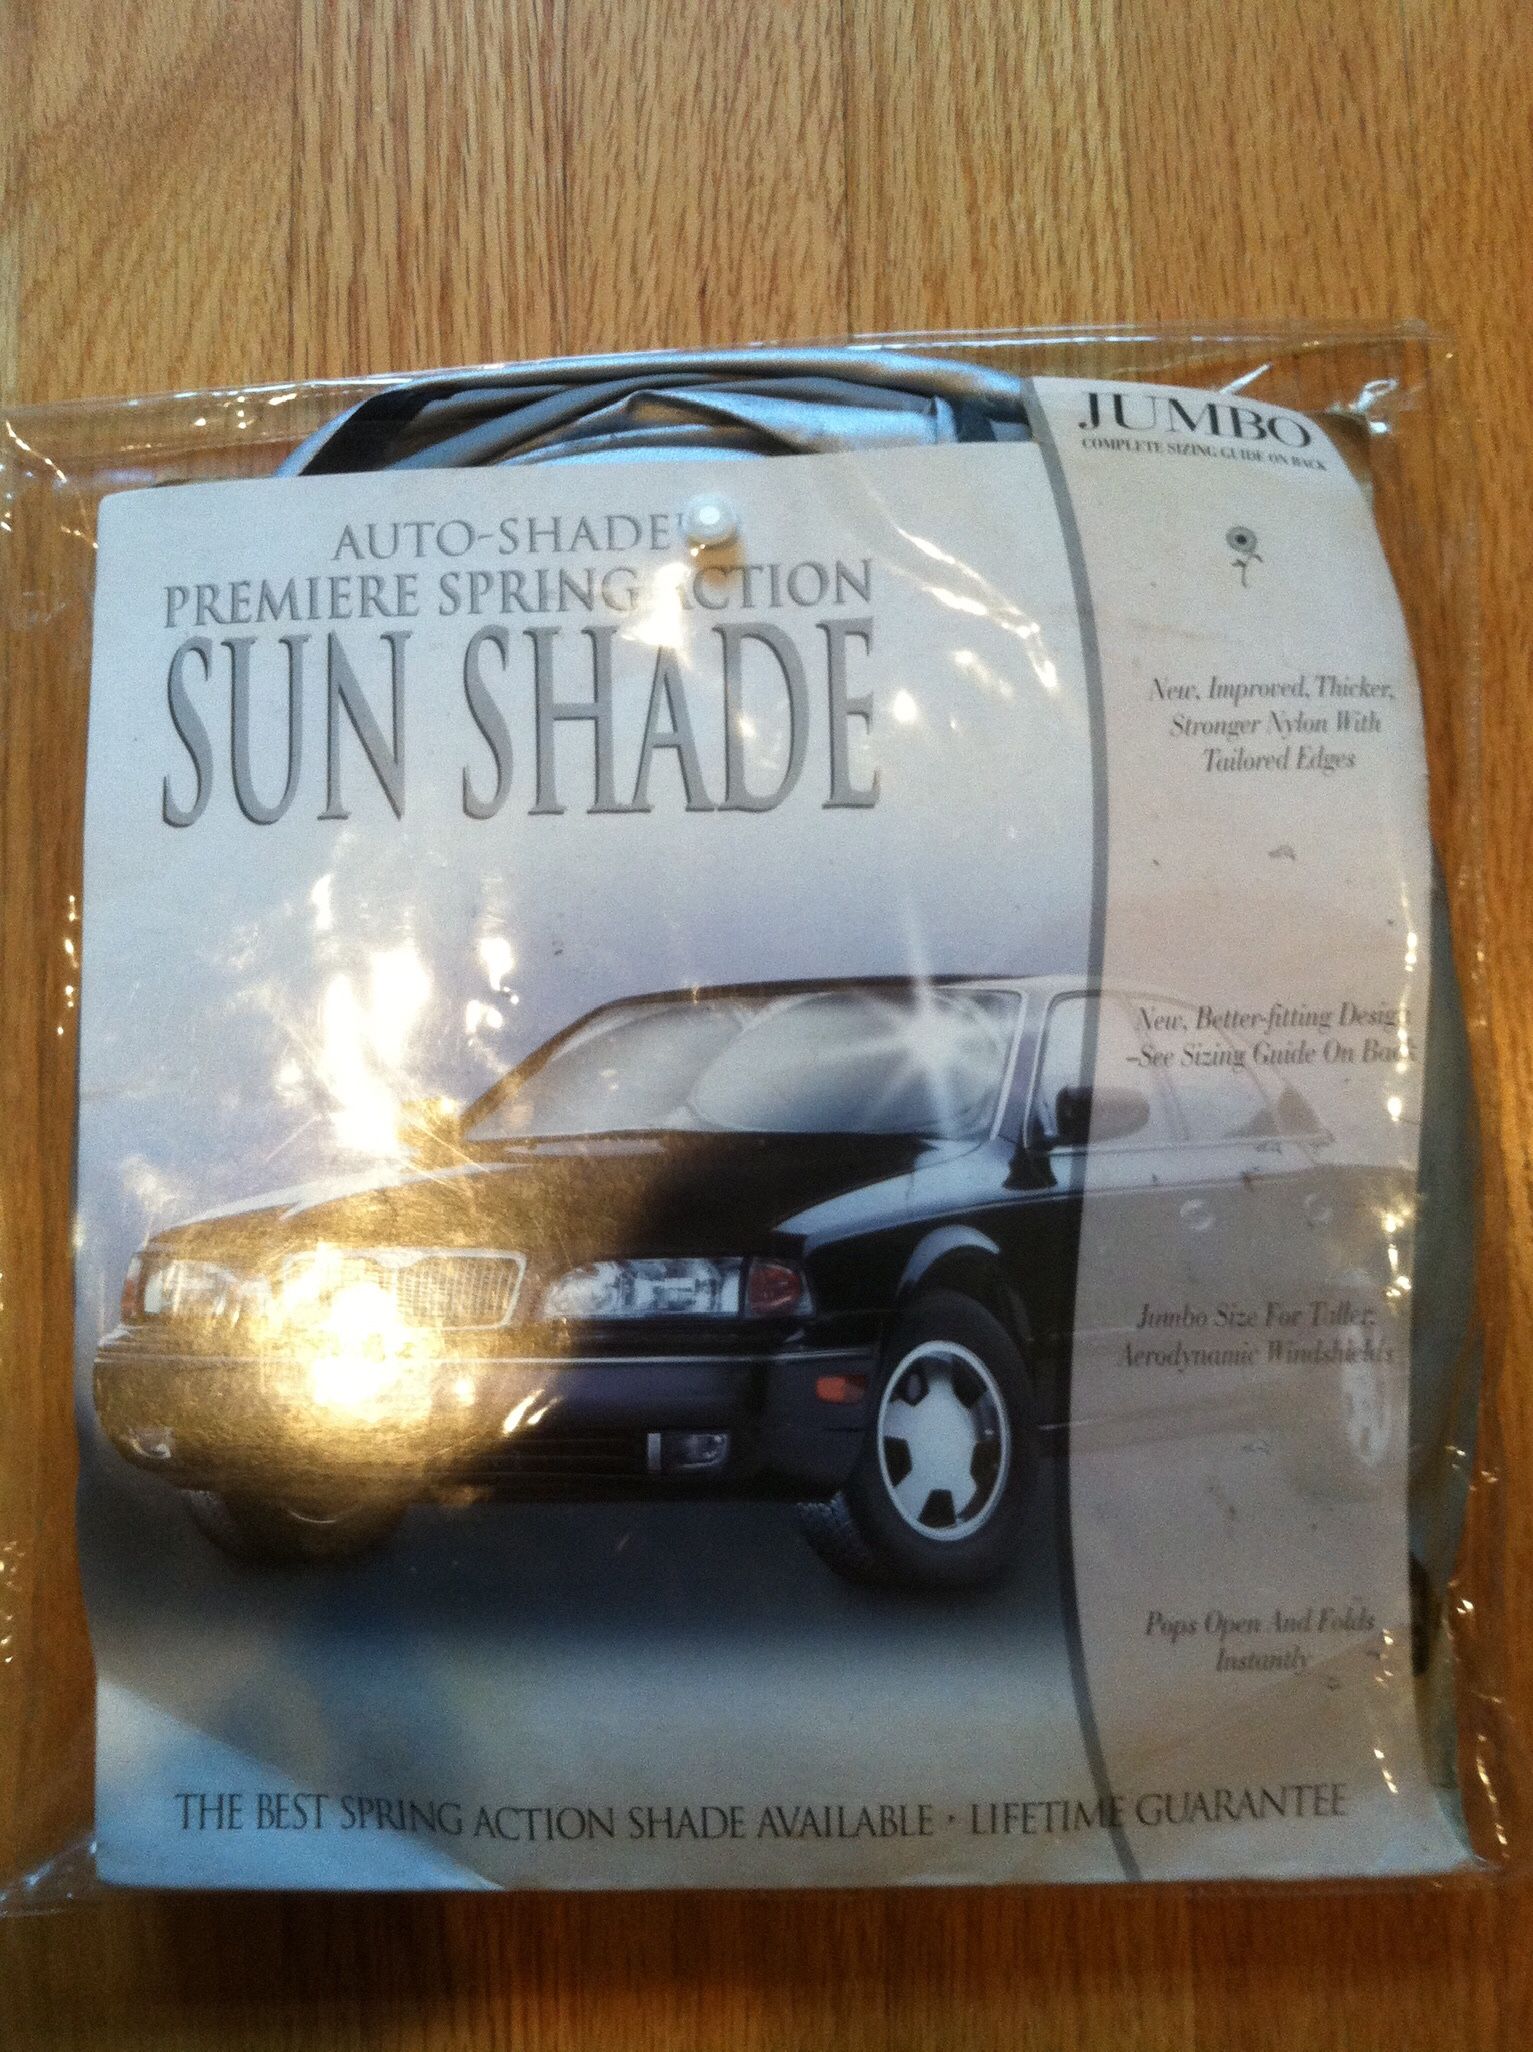 JUMBO
COMPLETE SIZING GUIDE ON BACK
AUTO-SHADE
PREMIERE SPRING ACTION
SUN SHADE
New, Improved, Thicker,
Stronger Nylon With
Tailored Edges
New, Better-fitting Design
-See Sizing Guide On Back
Jumbo Size For Taller,
Aerodynamic Windshields
Pops Open And Folds
Instantly
THE BEST SPRING ACTION SHADE AVAILABLE • LIFETIME GUARANTEE